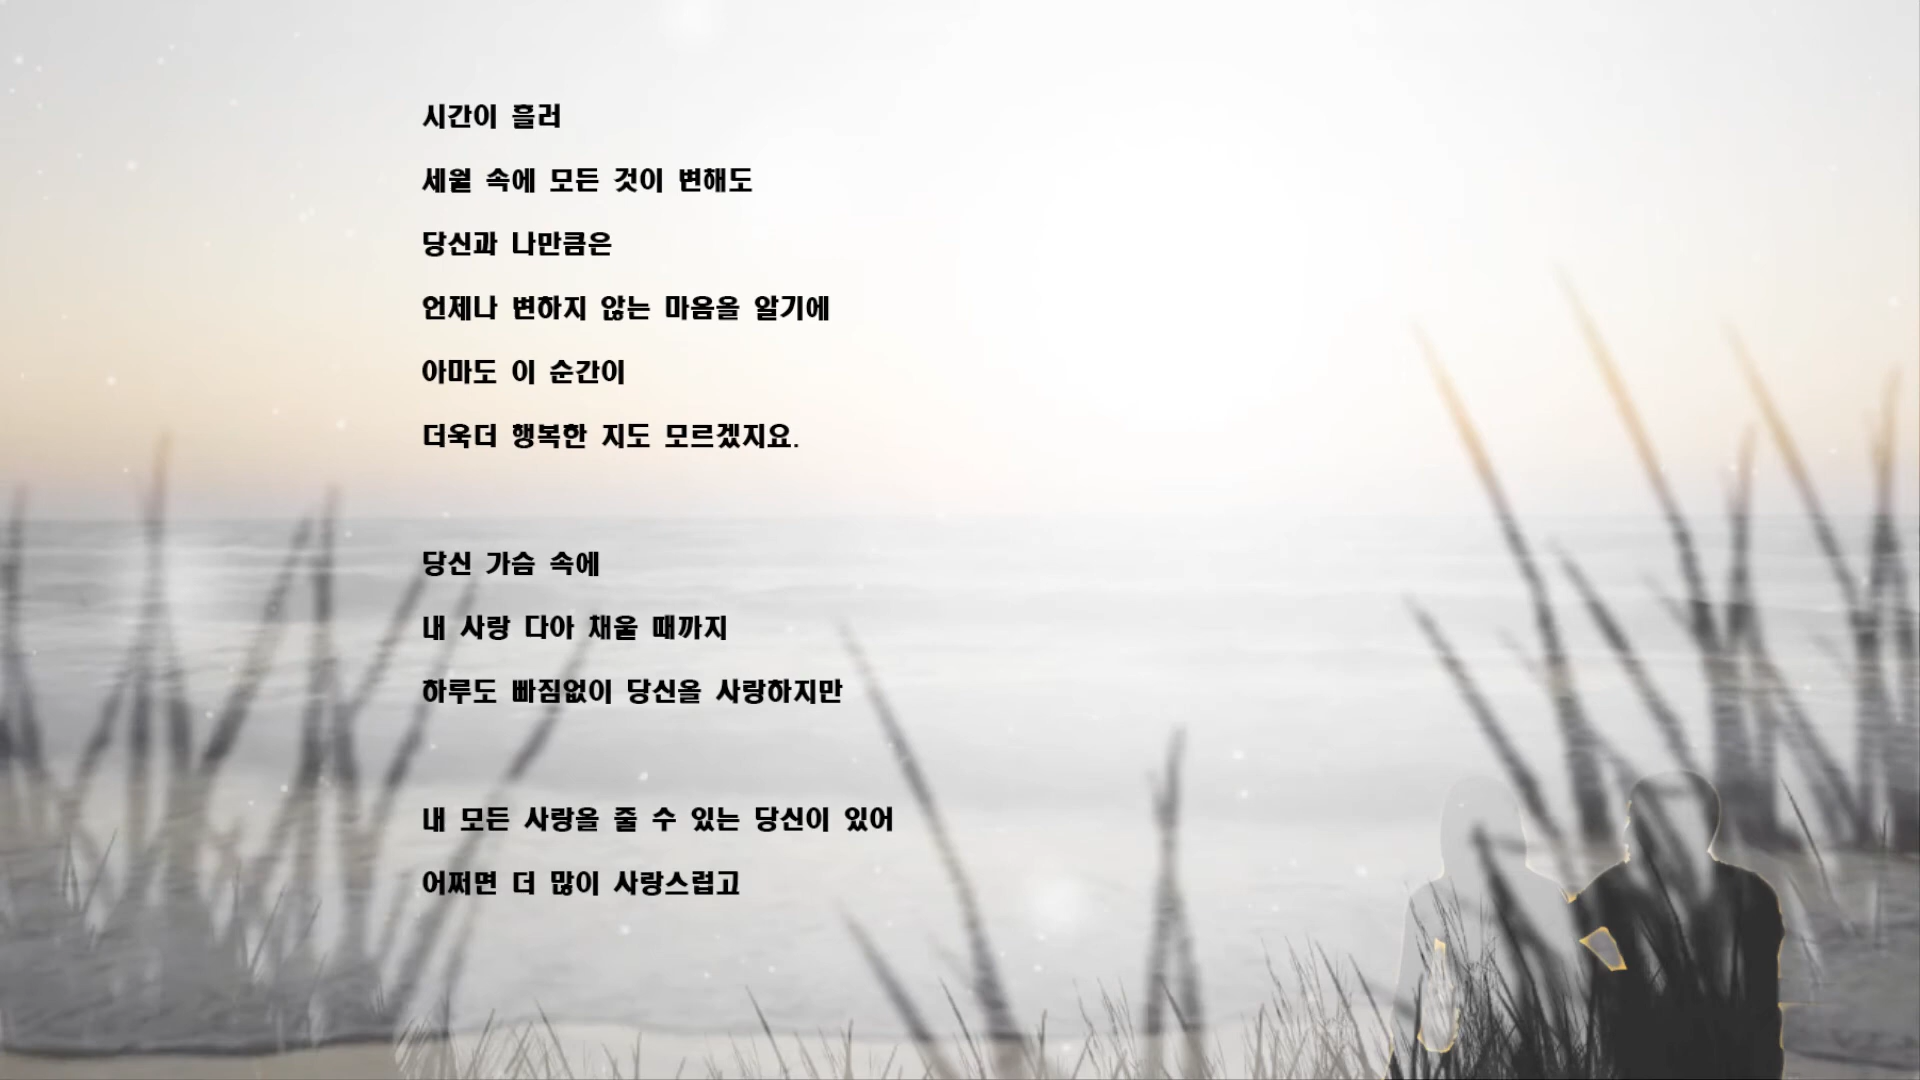 시간이 흘러
세월 속에 모든 것이 변해도
당신과 나만큼은
언제나 변하지 않는 마음을 알기에
아마도 이 순간이
더욱더 행복한 지도 모르겠지요.
당신 가슴 속에
내 사랑 다아 채울 때까지
하루도 빠짐없이 당신을 사랑하지만
내 모든 사랑을 줄 수 있는 당신이 있어
어쩌면 더 많이 사랑스럽고